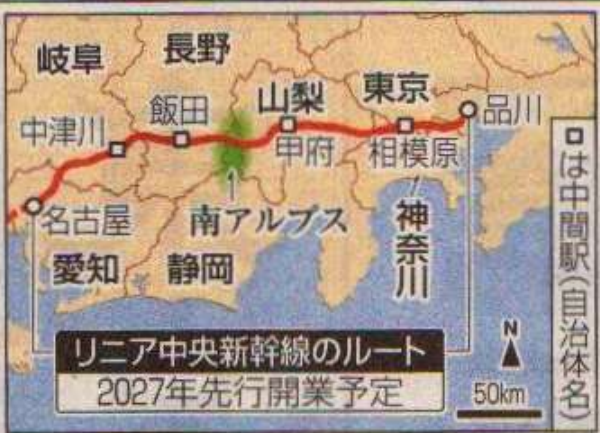 岐阜
長野
山梨
東京
品川
飯田
中津川
甲府
相模原
名古屋
南アルプス
神奈川
愛知
静岡
は中間駅(自治体名)
リニア中央新幹線のルート
2027年先行開業予定
N
50km